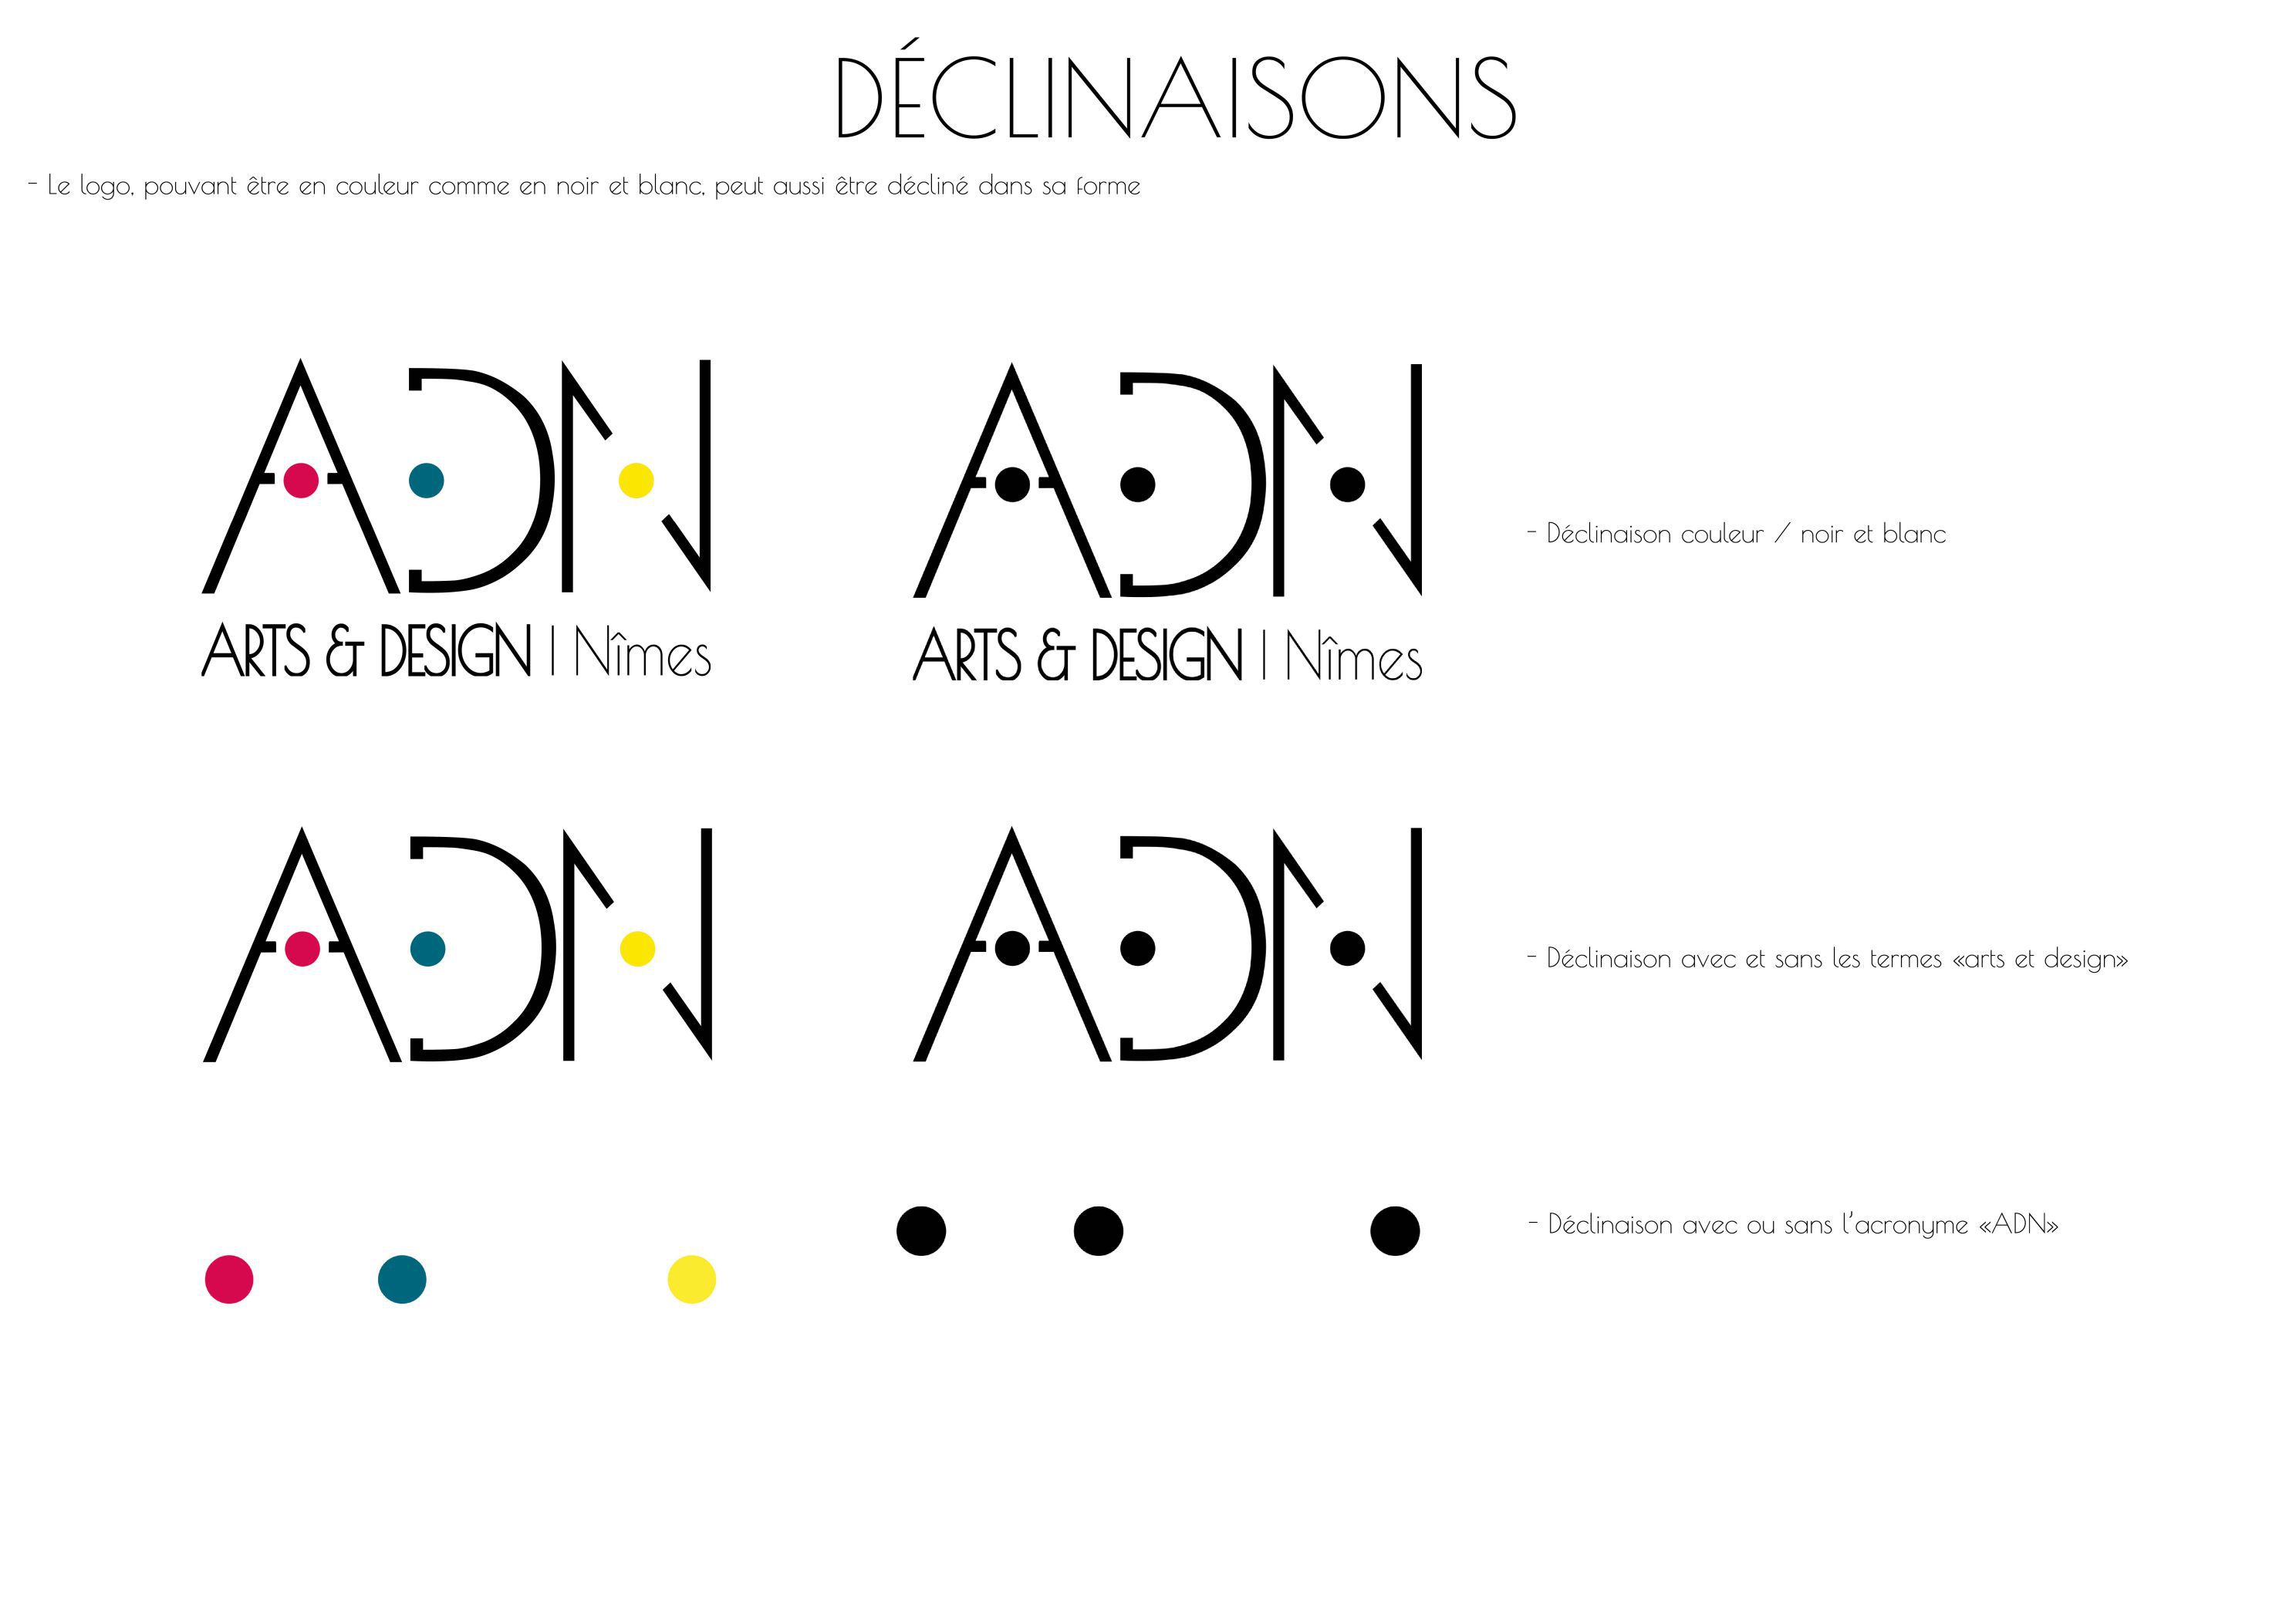 DÉCLINAISONS
- Le logo, pouvant être en couleur comme en noir et blanc, peut aussi être décliné dans sa forme
ADN
ARTS & DESIGN | Nîmes
ADN
ARTS & DESIGN | Nîmes
- Déclinaison couleur / noir et blanc
ADN
ADN
- Déclinaison avec et sans les termes «arts et design»
- Déclinaison avec ou sans l'acronyme «ADN»